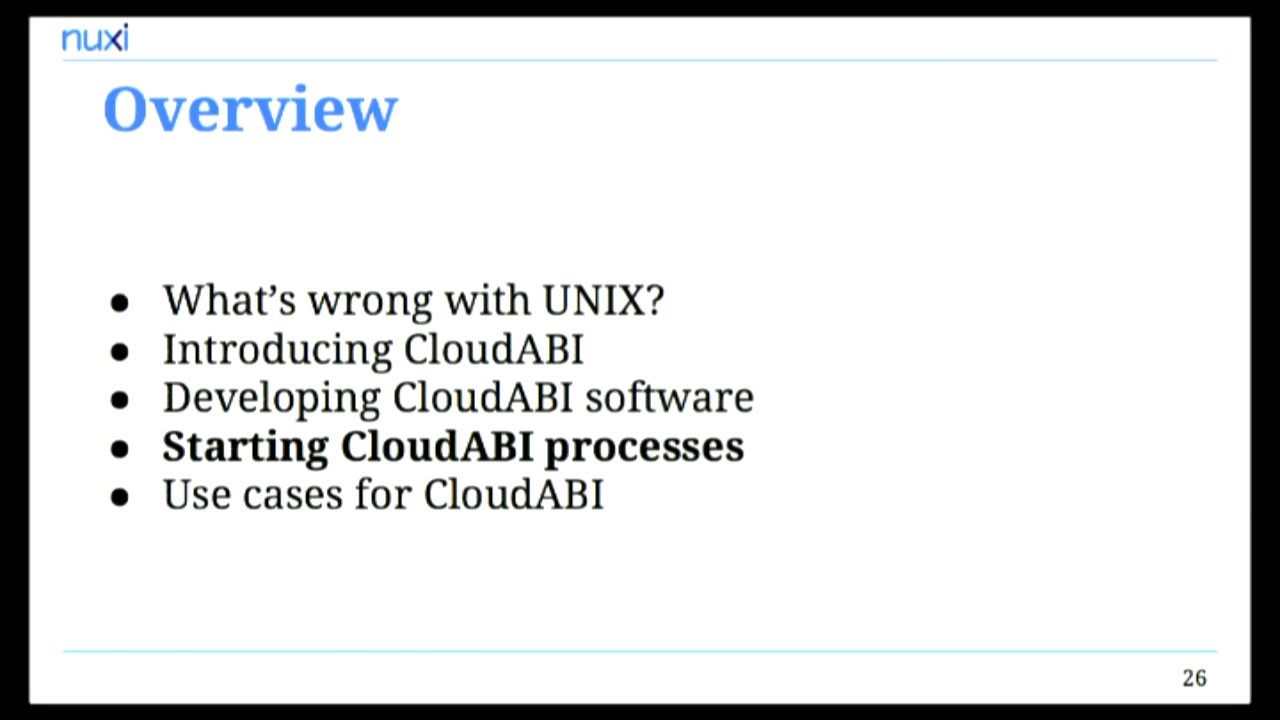 nuxi
Overview
● What’s wrong with UNIX?
● Introducing CloudABI
● Developing CloudABI software
● Starting CloudABI processes
● Use cases for CloudABI
26